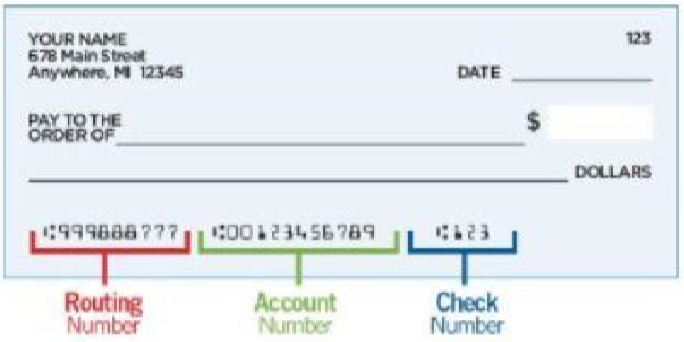 YOUR NAME
123
678 Main Street
Anywhere, MI 12345
DATE
PAY TO THE
ORDER OF
$
DOLLARS
⑆999888777 ⑆00123456789 ⑆123
Routing Number
Account Number
Check Number